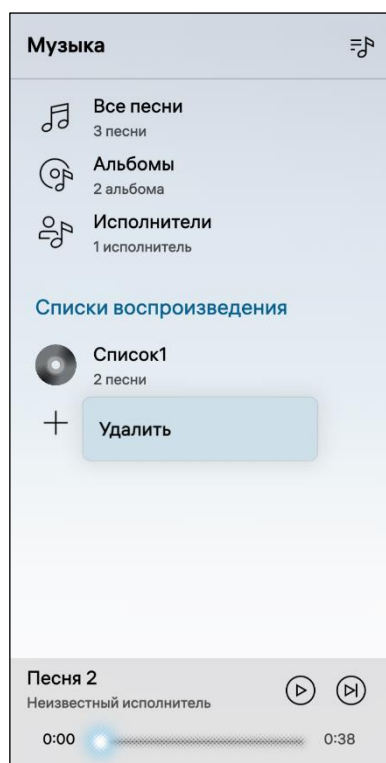 Музыка
Все песни
3 песни
Альбомы
2 альбома
Исполнители
1 исполнитель
Списки воспроизведения
Список1
2 песни
Удалить
Песня 2
Неизвестный исполнитель
0:00 0:38